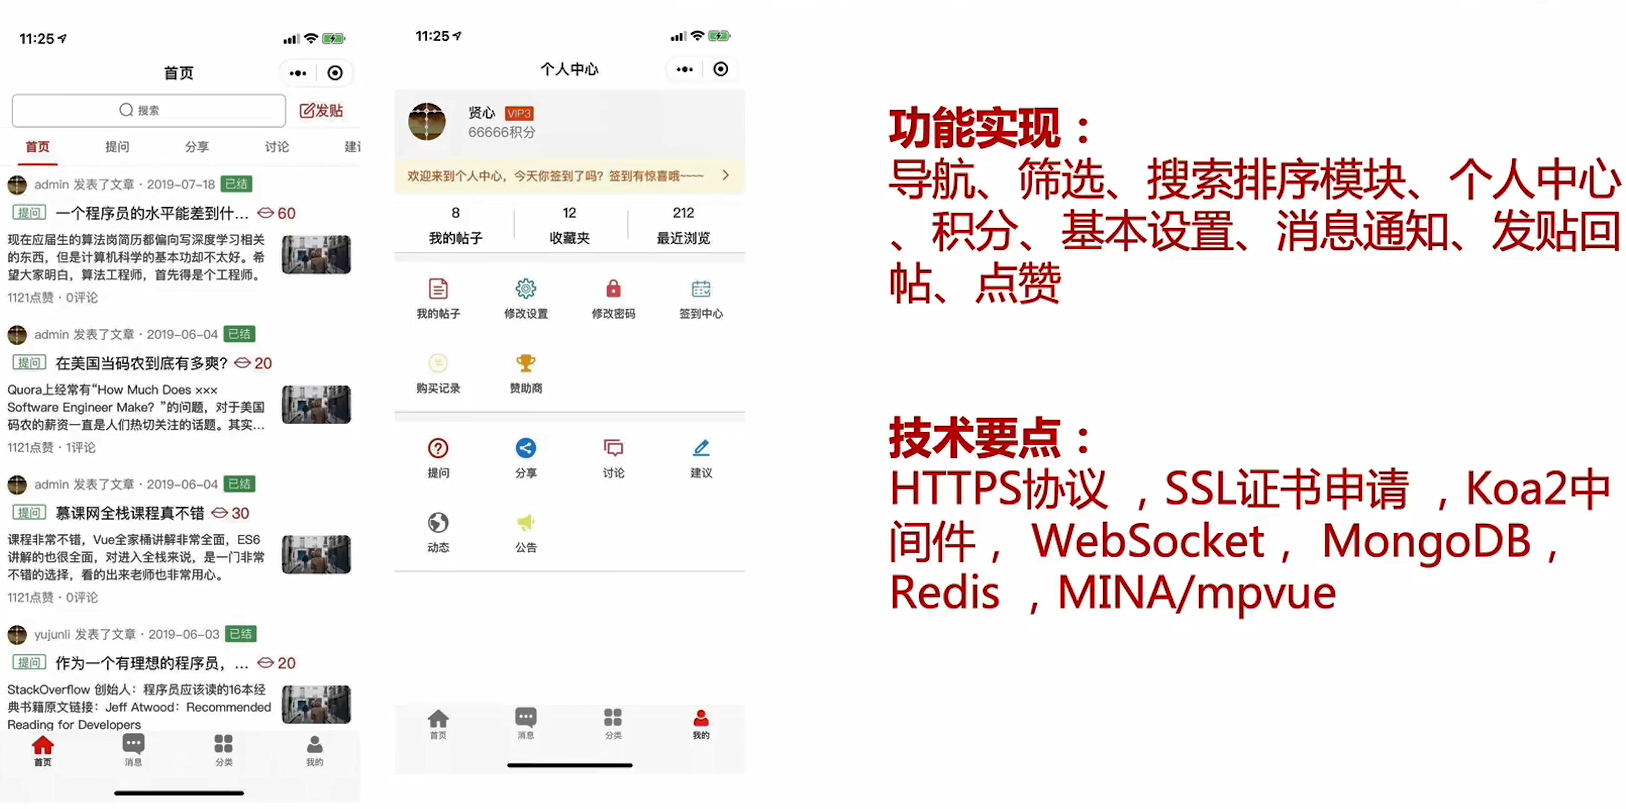 11:25
首页
搜索
发贴
首页 提问 分享 讨论
admin 发表了文章 · 2019-07-18 已结
提问 一个程序员的水平能差到什... 60
现在应届生的算法岗简历都偏向写深度学习相关
的东西，但是计算机科学的基本功却不太好。希
望大家明白，算法工程师，首先得是个工程师。
1121点赞 · 0评论
admin 发表了文章 · 2019-06-04 已结
提问 在美国当码农到底有多爽? 20
Quora上经常有“How Much Does ×××
Software Engineer Make? ”的问题，对于美国
码农的薪资一直是人们热切关注的话题。其实...
1121点赞 · 1评论
admin 发表了文章 · 2019-06-04 已结
提问 慕课网全栈课程真不错 30
课程非常不错，Vue全家桶讲解非常全面，ES6
讲解的也很全面，对进入全栈来说，是一门非常
不错的选择，看的出来老师也非常用心。
1121点赞 · 0评论
yujunli 发表了文章 · 2019-06-03 已结
提问 作为一个有理想的程序员，... 20
StackOverflow 创始人：程序员应该读的16本经
典书籍原文链接：Jeff Atwood：Recommended
Reading for Developers
首页 消息 分类 我的
11:25
个人中心
贤心 VIP3
66666积分
欢迎来到个人中心，今天你签到了吗？签到有惊喜哦~~~~
8 12 212
我的帖子 收藏夹 最近浏览
我的帖子 修改设置 修改密码 签到中心
购买记录 赞助商
提问 分享 讨论 建议
动态 公告
首页 消息 分类 我的
功能实现：
导航、筛选、搜索排序模块、个人中心
、积分、基本设置、消息通知、发贴回
帖、点赞
技术要点：
HTTPS协议 ，SSL证书申请 ，Koa2中
间件， WebSocket， MongoDB，
Redis ，MINA/mpvue